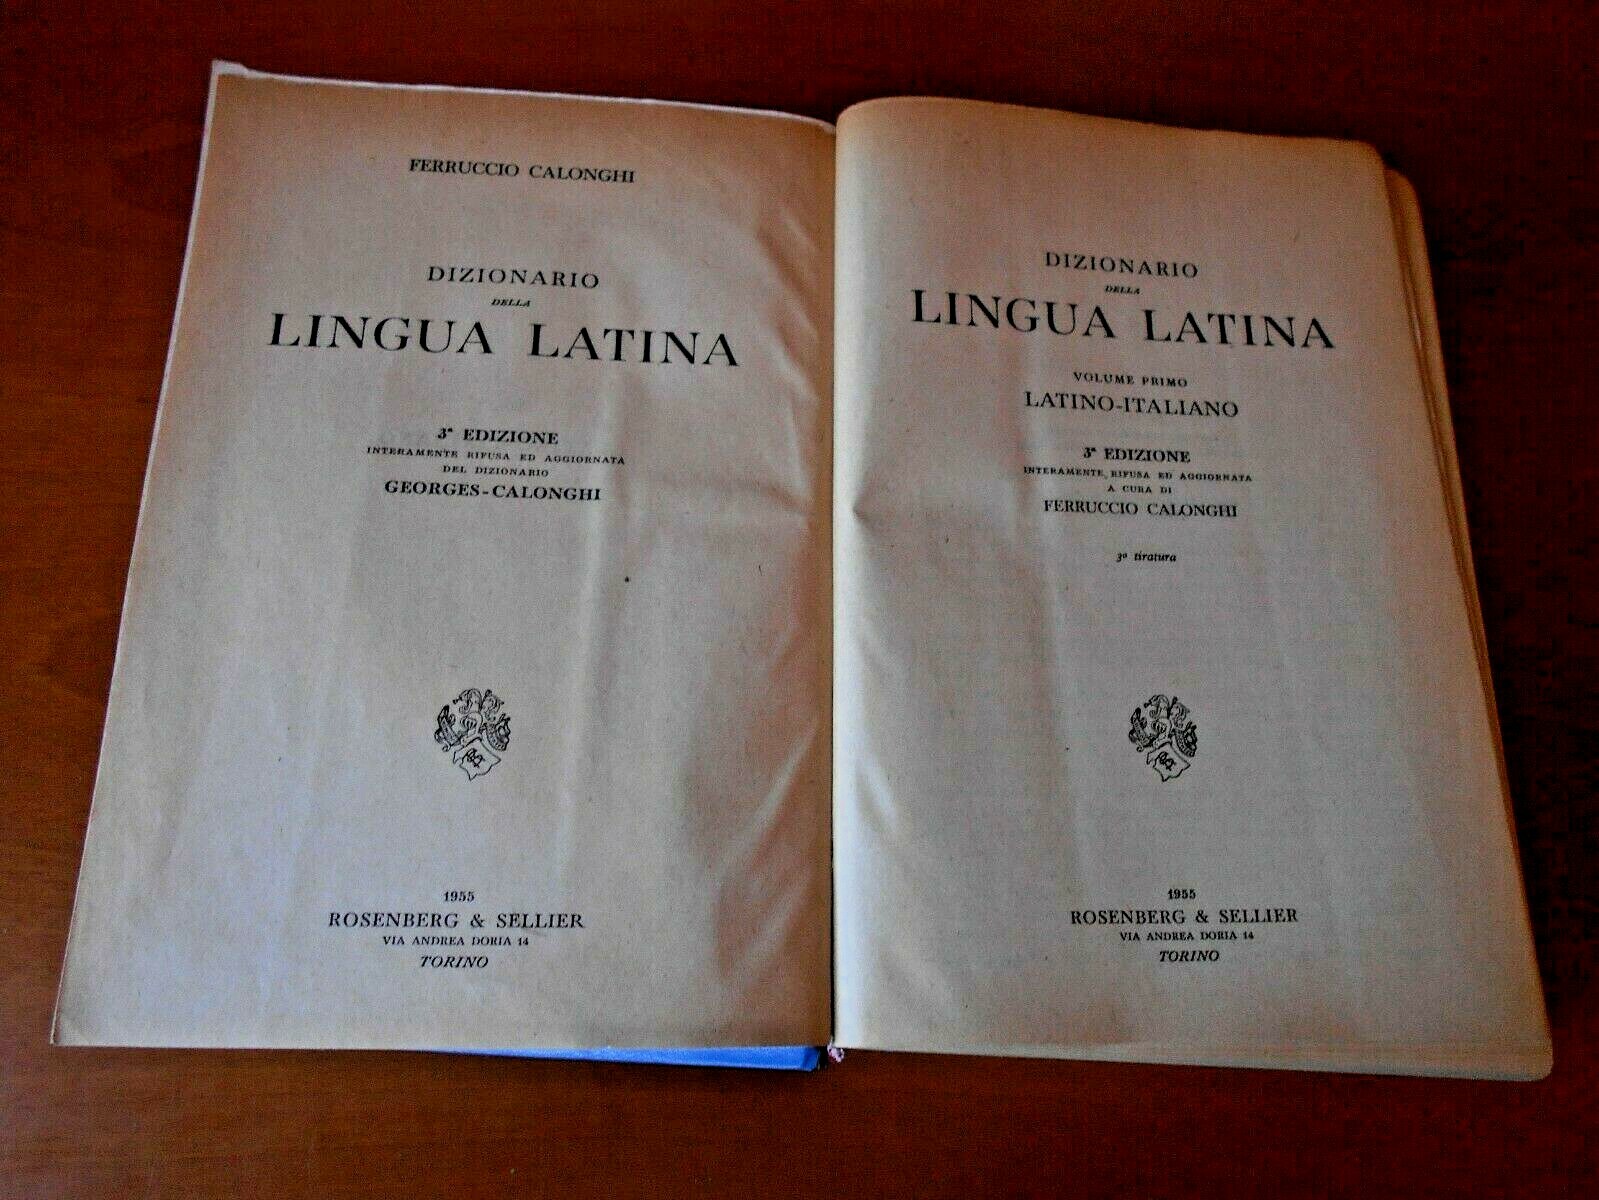 FERRUCCIO CALONGHI
DIZIONARIO
DELLA
LINGUA LATINA
3ª EDIZIONE
INTERAMENTE RIFUSA ED AGGIORNATA
DEL DIZIONARIO
GEORGES-CALONGHI
1955
ROSENBERG & SELLIER
VIA ANDREA DORIA 14
TORINO
DIZIONARIO
DELLA
LINGUA LATINA
VOLUME PRIMO
LATINO-ITALIANO
3ª EDIZIONE
INTERAMENTE RIFUSA ED AGGIORNATA
A CURA DI
FERRUCCIO CALONGHI
3ª tiratura
1955
ROSENBERG & SELLIER
VIA ANDREA DORIA 14
TORINO